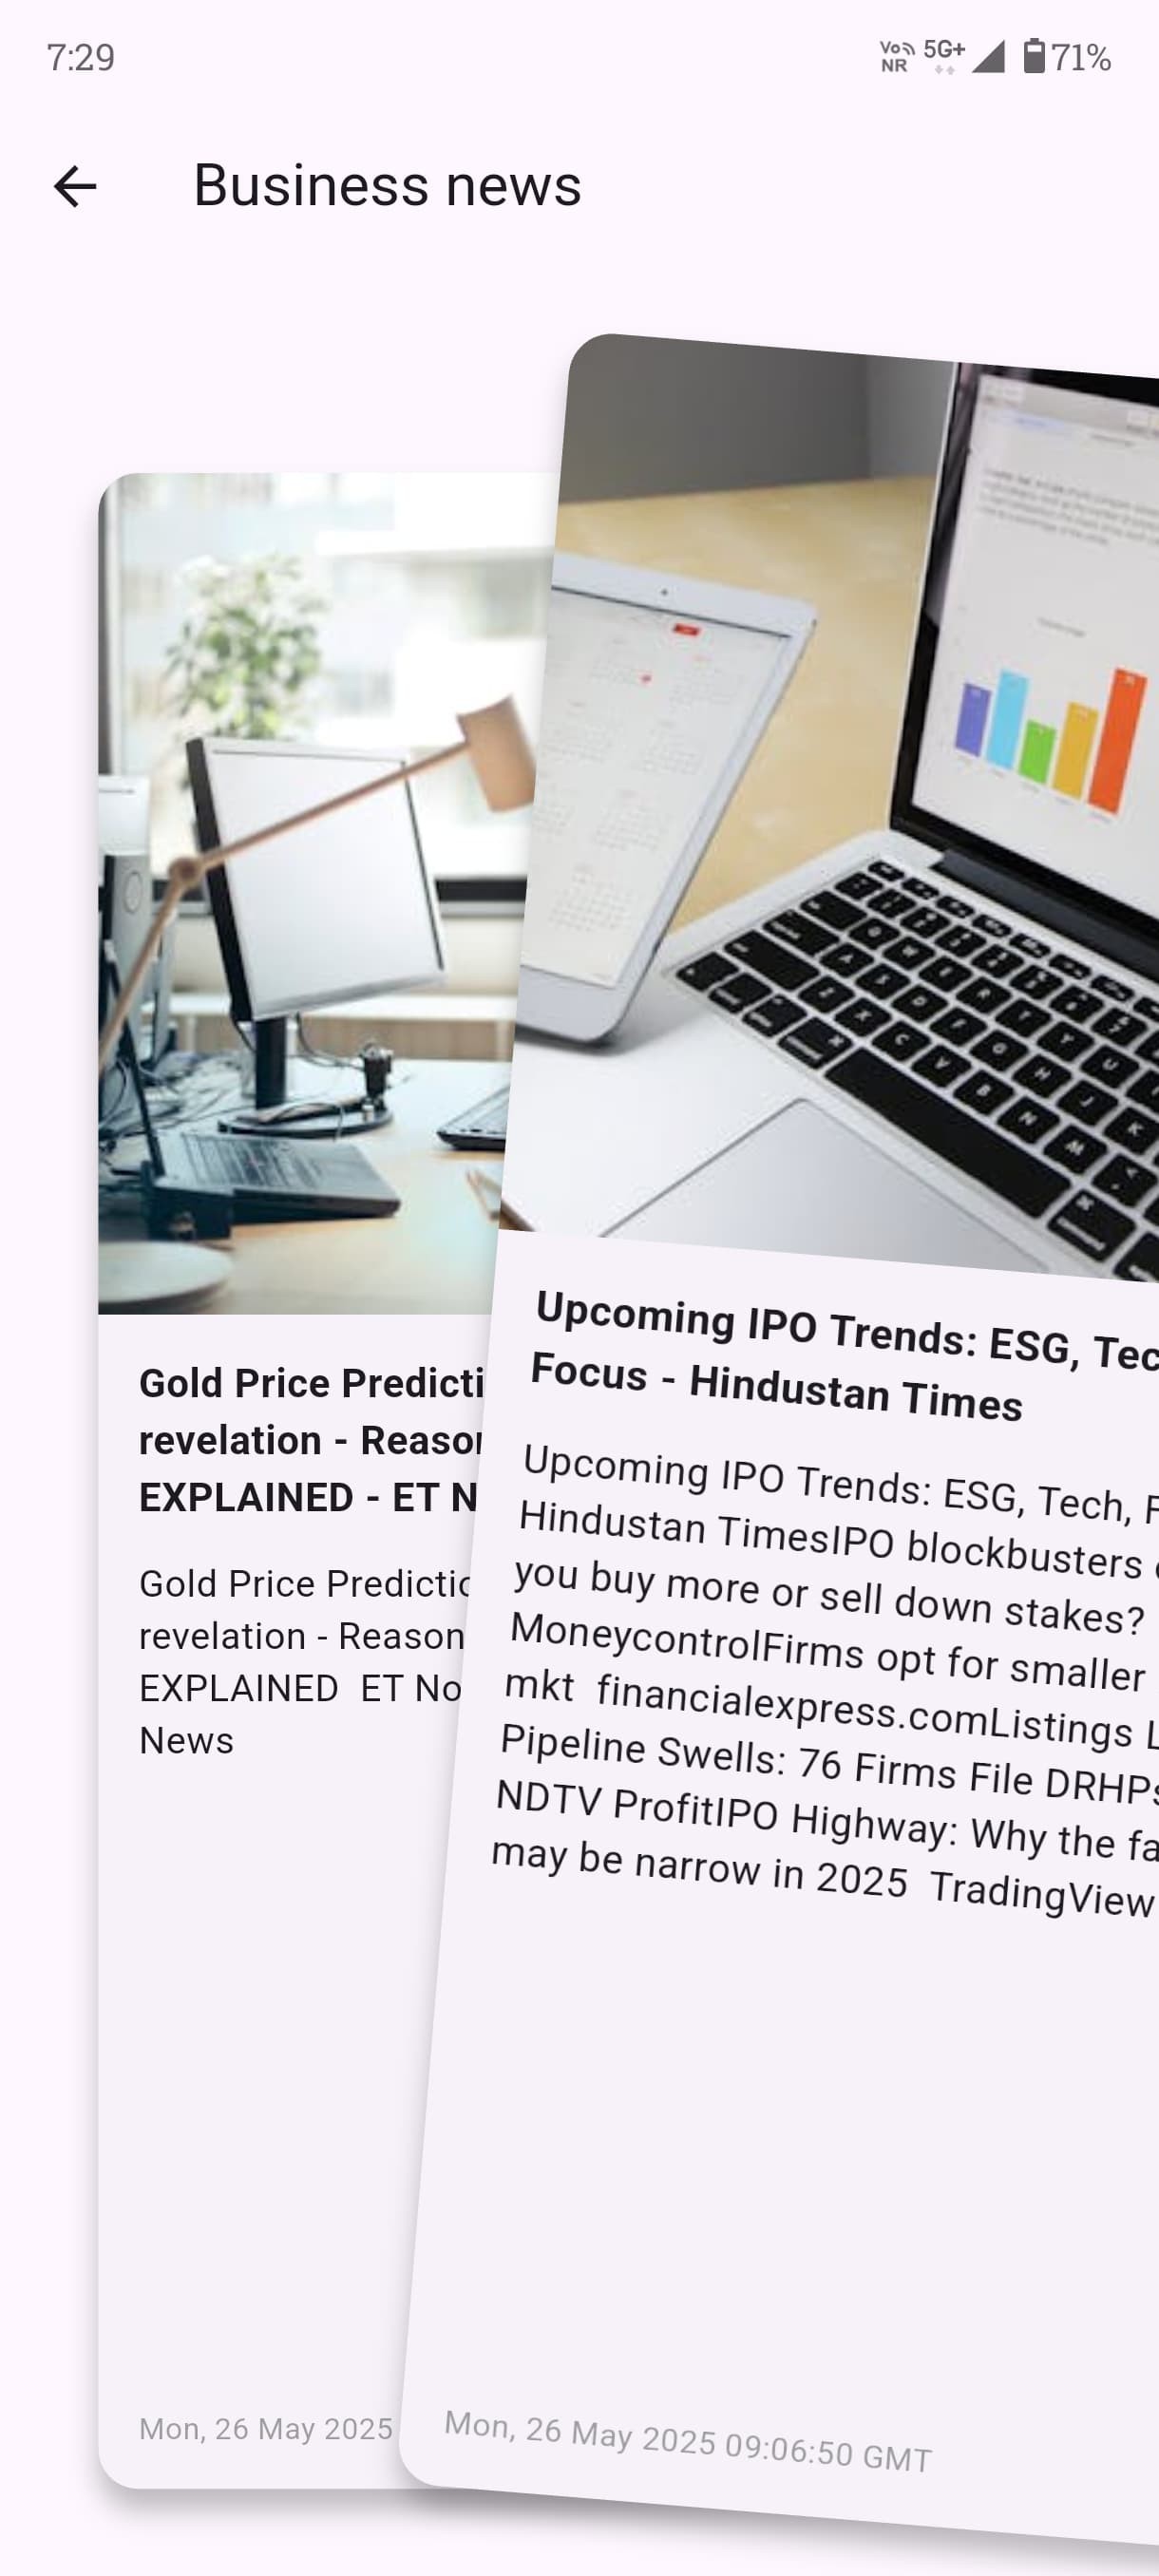 7:29
Vo NR 5G+ 71%
Business news
Gold Price Predicti
revelation - Reason
EXPLAINED - ET N
Gold Price Predictio
revelation - Reason
EXPLAINED ET No
News
Mon, 26 May 2025
Upcoming IPO Trends: ESG, Tec
Focus - Hindustan Times
Upcoming IPO Trends: ESG, Tech, F
Hindustan TimesIPO blockbusters
you buy more or sell down stakes?
MoneycontrolFirms opt for smaller
mkt financialexpress.comListings L
Pipeline Swells: 76 Firms File DRHPs
NDTV ProfitIPO Highway: Why the fa
may be narrow in 2025 TradingView
Mon, 26 May 2025 09:06:50 GMT